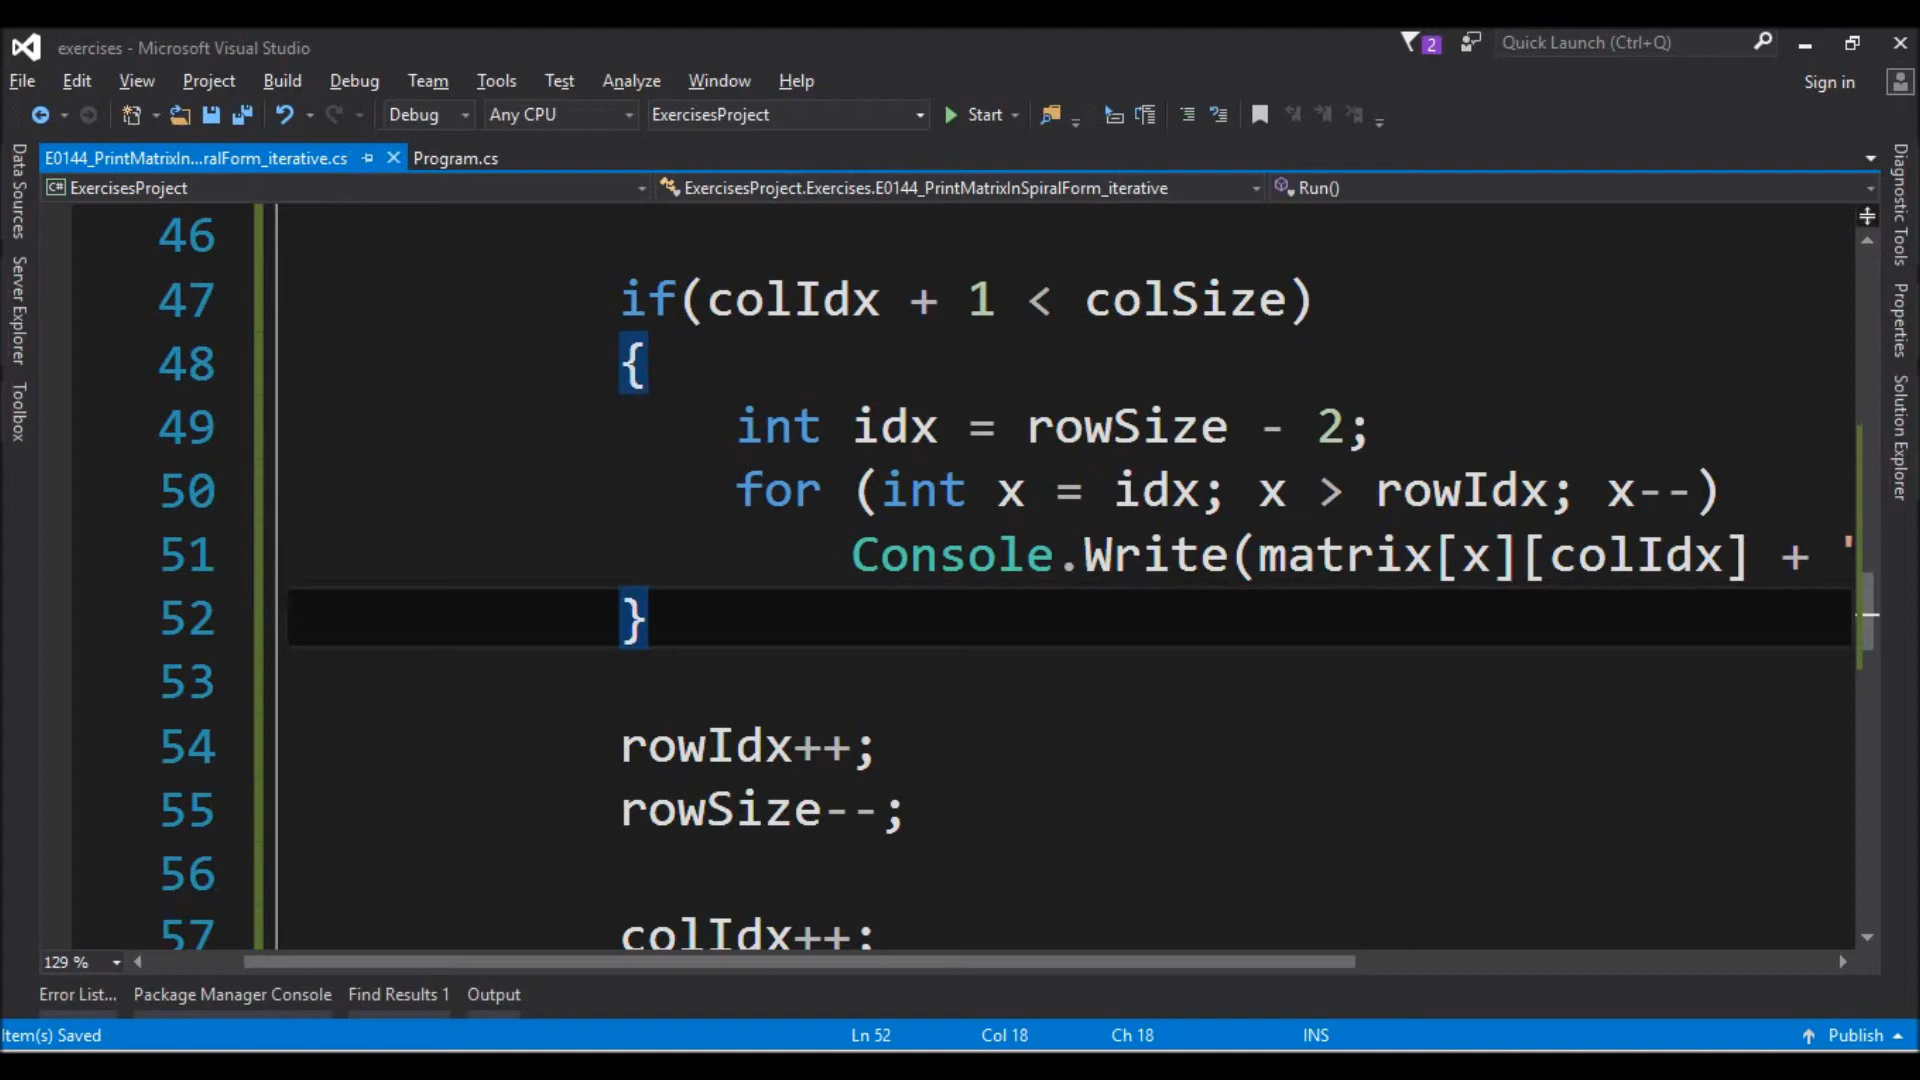 exercises - Microsoft Visual Studio
2
Quick Launch (Ctrl+Q)
File Edit View Project Build Debug Team Tools Test Analyze Window Help
Sign in
Debug Any CPU ExercisesProject Start
E0144_PrintMatrixIn...ralForm_iterative.cs Program.cs
C# ExercisesProject ExercisesProject.Exercises.E0144_PrintMatrixInSpiralForm_iterative Run()
Data Sources
Server Explorer
Toolbox
46
47 if(colIdx + 1 < colSize)
48 {
49 int idx = rowSize - 2;
50 for (int x = idx; x > rowIdx; x--)
51 Console.Write(matrix[x][colIdx] + '
52 }
53
54 rowIdx++;
55 rowSize--;
56
57 colIdx++;
Diagnostic Tools
Properties
Solution Explorer
129 %
Error List... Package Manager Console Find Results 1 Output
Item(s) Saved Ln 52 Col 18 Ch 18 INS Publish